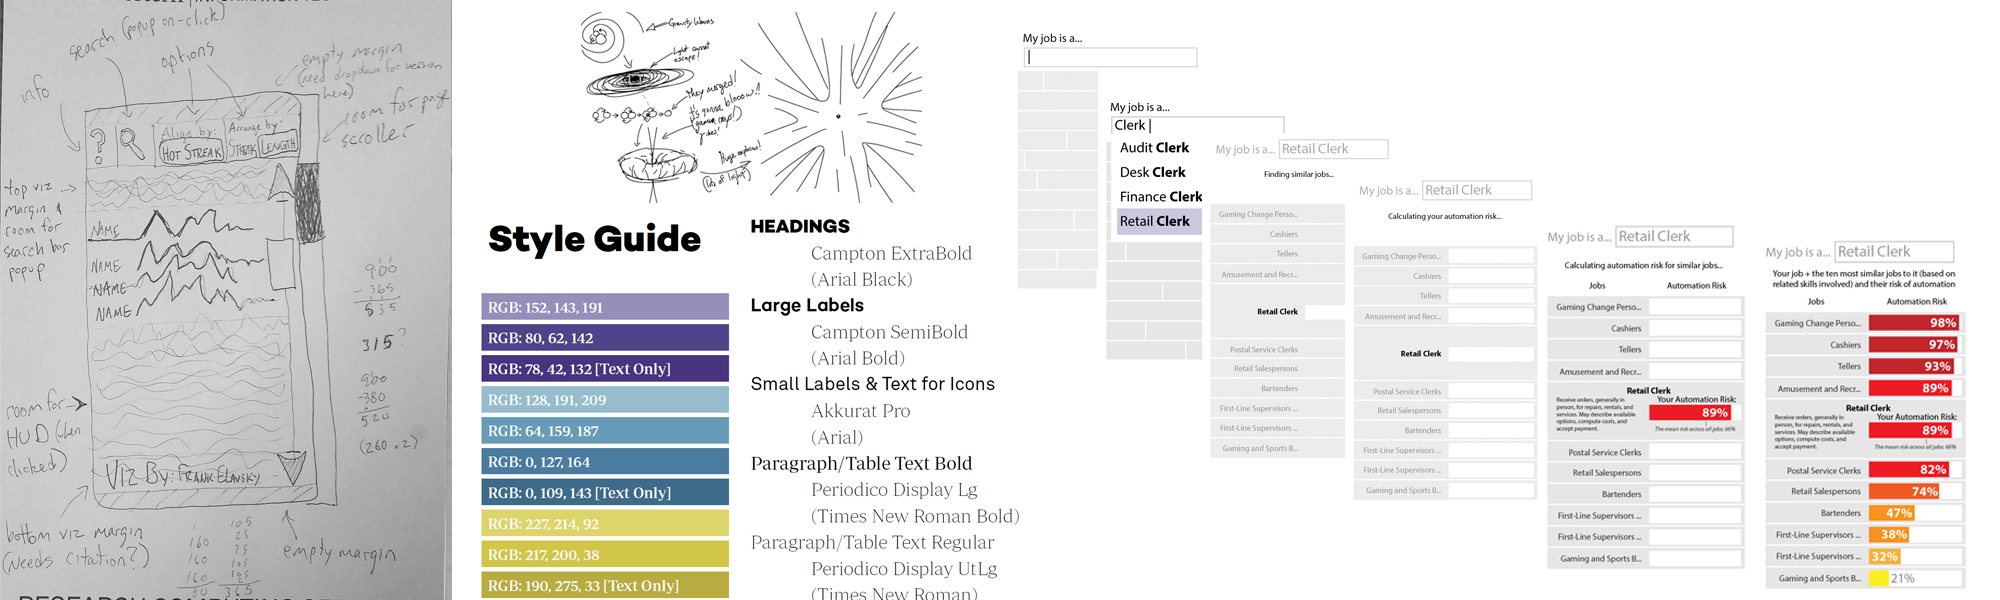 search (popup on-click)
options
empty margin
(need dropdown for version
here)
info
room for page
scroller
?
Align by:
HOT STREAK
Arrange by:
STREAK
LENGTH
top viz
margin &
room for
search bar
popup
NAME
NAME
NAME
NAME
900
- 365
535
315?
900
-380
520
(260 x 2)
room for
HUD (when
clicked)
VIZ BY: FRANK ELAVSKY
bottom viz margin
(Needs citation?)
empty margin
160
160
160
105
25
75
105
105
365
Gravity Waves
Light cannot
escape!
They merged!
It's gonna blooow!!
(gamma rays!)
Huge explosion!
(lots of light)
Style Guide
RGB: 152, 143, 191
RGB: 80, 62, 142
RGB: 78, 42, 132 [Text Only]
RGB: 128, 191, 209
RGB: 64, 159, 187
RGB: 0, 127, 164
RGB: 0, 109, 143 [Text Only]
RGB: 227, 214, 92
RGB: 217, 200, 38
RGB: 190, 275, 33 [Text Only]
HEADINGS
Campton ExtraBold
(Arial Black)
Large Labels
Campton SemiBold
(Arial Bold)
Small Labels & Text for Icons
Akkurat Pro
(Arial)
Paragraph/Table Text Bold
Periodico Display Lg
(Times New Roman Bold)
Paragraph/Table Text Regular
Periodico Display UtLg
(Times New Roman)
My job is a...
My job is a...
Clerk
Audit Clerk
Desk Clerk
Finance Clerk
Retail Clerk
My job is a... Retail Clerk
Finding similar jobs...
Gaming Change Perso...
Cashiers
Tellers
Amusement and Recr...
Retail Clerk
Postal Service Clerks
Retail Salespersons
Bartenders
First-Line Supervisors ...
First-Line Supervisors ...
Gaming and Sports B...
My job is a... Retail Clerk
Calculating your automation risk...
Gaming Change Perso...
Cashiers
Tellers
Amusement and Recr...
Retail Clerk
Postal Service Clerks
Retail Salespersons
Bartenders
First-Line Supervisors ...
First-Line Supervisors ...
Gaming and Sports B...
My job is a... Retail Clerk
Calculating automation risk for similar jobs...
Jobs Automation Risk
Gaming Change Perso...
Cashiers
Tellers
Amusement and Recr...
Retail Clerk
Receive orders, generally in
person, for repairs, rentals, and
services. May describe available
options, compute costs, and
accept payment.
Your Automation Risk:
89%
The mean risk across all jobs: 66%
Postal Service Clerks
Retail Salespersons
Bartenders
First-Line Supervisors ...
First-Line Supervisors ...
Gaming and Sports B...
My job is a... Retail Clerk
Your job + the ten most similar jobs to it (based on
related skills involved) and their risk of automation
Jobs Automation Risk
Gaming Change Perso... 98%
Cashiers 97%
Tellers 93%
Amusement and Recr... 89%
Retail Clerk
Receive orders, generally in
person, for repairs, rentals, and
services. May describe available
options, compute costs, and
accept payment.
Your Automation Risk:
89%
The mean risk across all jobs: 66%
Postal Service Clerks 82%
Retail Salespersons 74%
Bartenders 47%
First-Line Supervisors ... 38%
First-Line Supervisors ... 32%
Gaming and Sports B... 21%